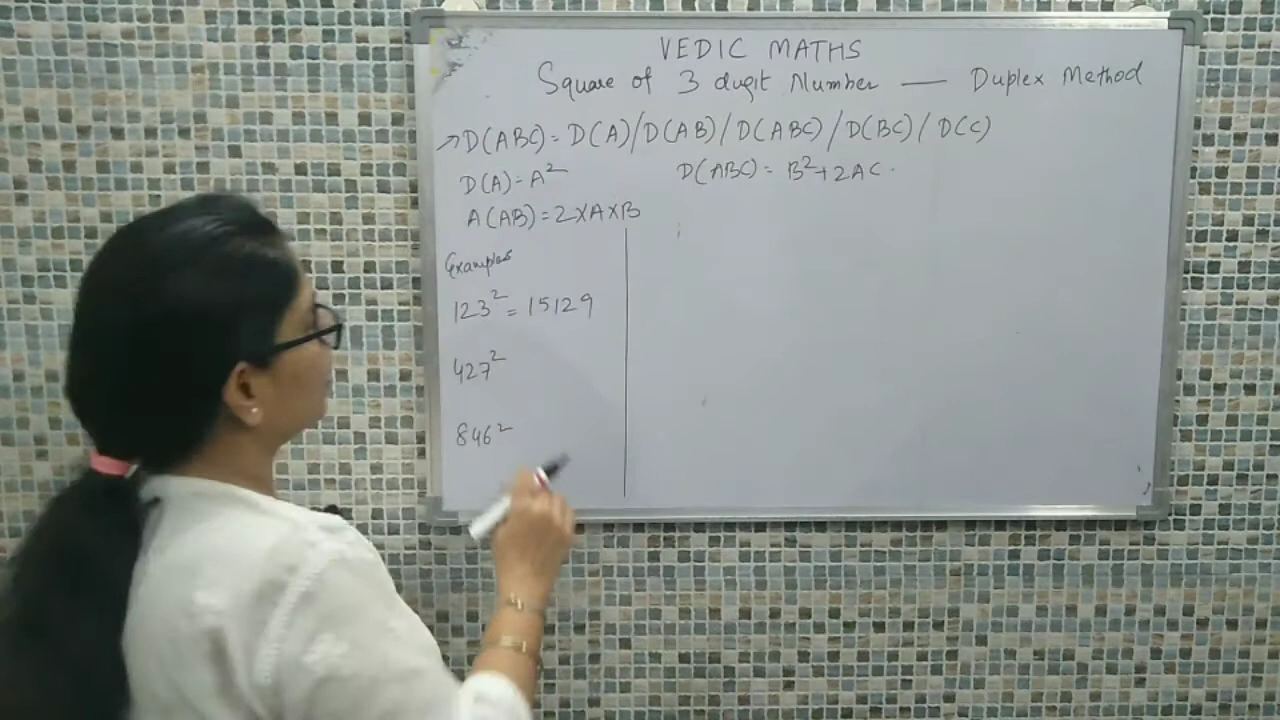 VEDIC MATHS
Square of 3 digit Number — Duplex Method
→D(ABC)=D(A)/D(AB)/D(ABC)/D(BC)/D(C)
D(A)=A²
D(ABC)=B²+2AC.
A(AB)=2×A×B
Examples
123²=15129
427²
846²